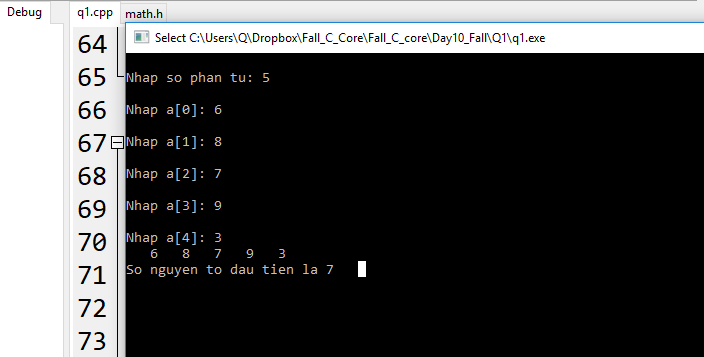 Debug
q1.cpp math.h
64
65
66
67
68
69
70
71
72
73
Select C:\Users\Q\Dropbox\Fall_C_Core\Fall_C_core\Day10_Fall\Q1\q1.exe
Nhap so phan tu: 5
Nhap a[0]: 6
Nhap a[1]: 8
Nhap a[2]: 7
Nhap a[3]: 9
Nhap a[4]: 3
6 8 7 9 3
So nguyen to dau tien la 7